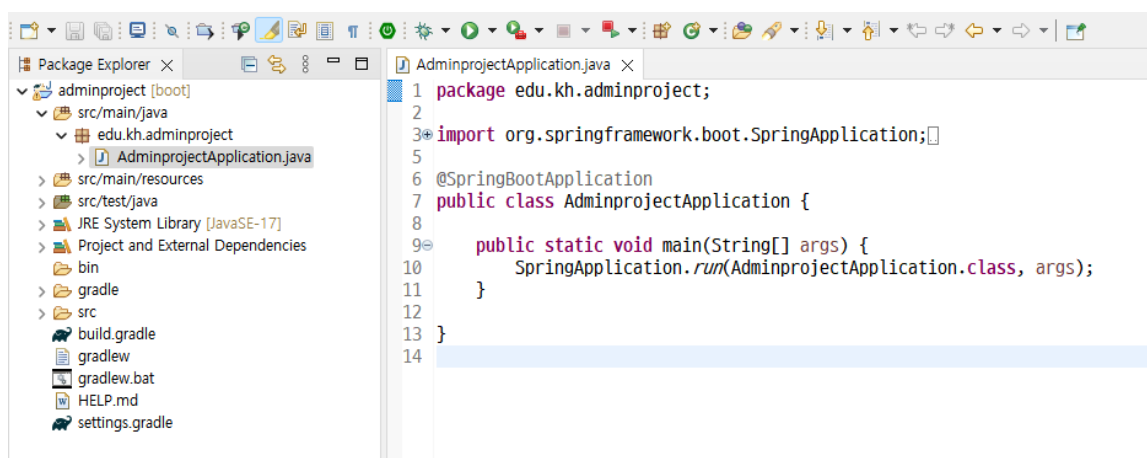 Package Explorer
adminproject [boot]
src/main/java
edu.kh.adminproject
AdminprojectApplication.java
src/main/resources
src/test/java
JRE System Library [JavaSE-17]
Project and External Dependencies
bin
gradle
src
build.gradle
gradlew
gradlew.bat
HELP.md
settings.gradle
AdminprojectApplication.java
1 package edu.kh.adminproject;
2
3 import org.springframework.boot.SpringApplication;
5
6 @SpringBootApplication
7 public class AdminprojectApplication {
8
9 public static void main(String[] args) {
10 SpringApplication.run(AdminprojectApplication.class, args);
11 }
12
13 }
14